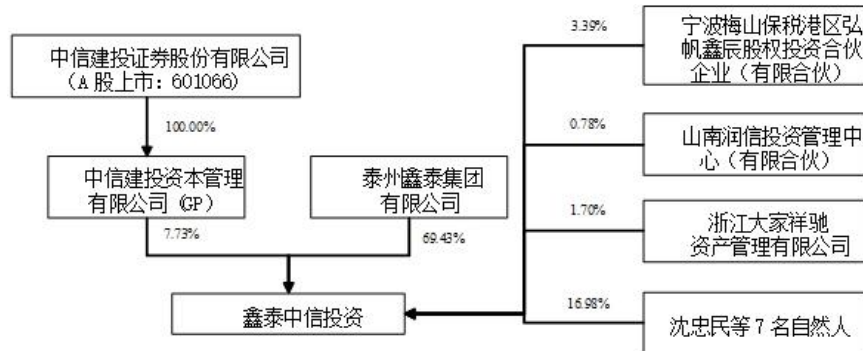 中信建投证券股份有限公司
(A 股上市：601066)
100.00%
中信建投资本管理
有限公司 (GP)
7.73%
泰州鑫泰集团
有限公司
69.43%
鑫泰中信投资
3.39%
宁波梅山保税港区弘
帆鑫辰股权投资合伙
企业（有限合伙）
0.78%
山南润信投资管理中
心（有限合伙）
1.70%
浙江大家祥驰
资产管理有限公司
16.98%
沈忠民等 7 名自然人